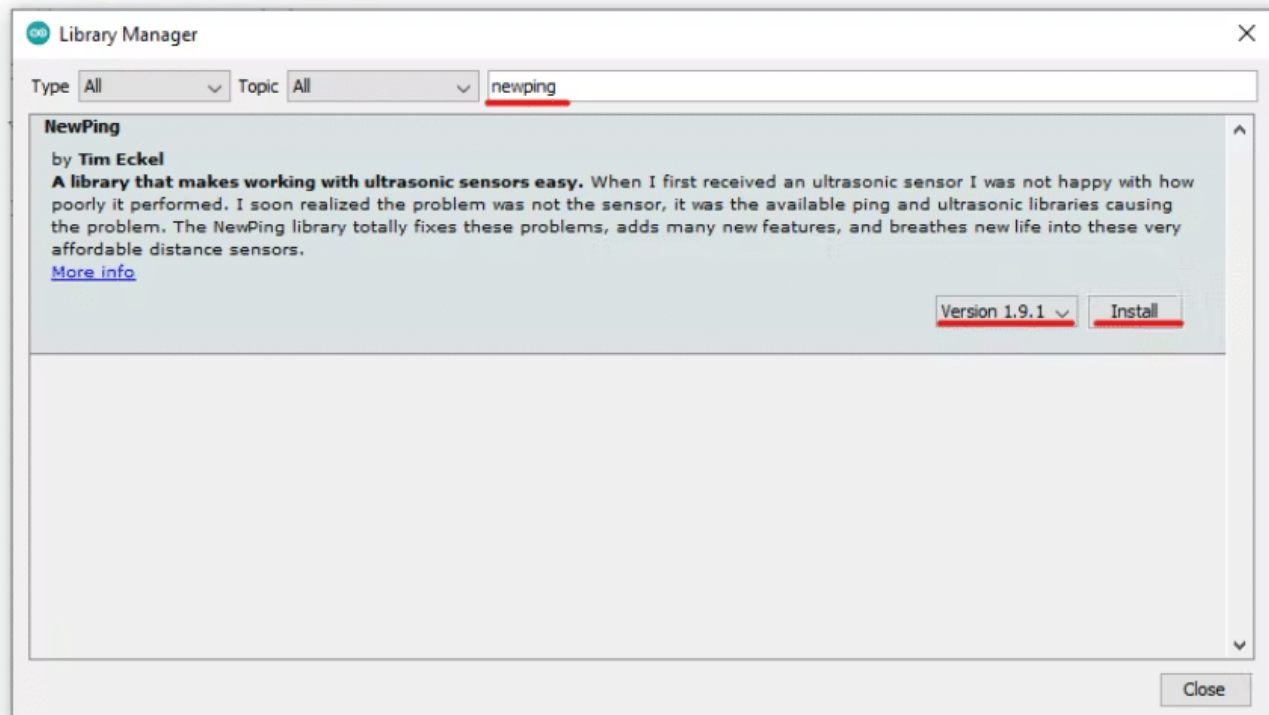 Library Manager
Type All Topic All newping
NewPing
by Tim Eckel
A library that makes working with ultrasonic sensors easy. When I first received an ultrasonic sensor I was not happy with how
poorly it performed. I soon realized the problem was not the sensor, it was the available ping and ultrasonic libraries causing
the problem. The NewPing library totally fixes these problems, adds many new features, and breathes new life into these very
affordable distance sensors.
More info
Version 1.9.1 Install
Close